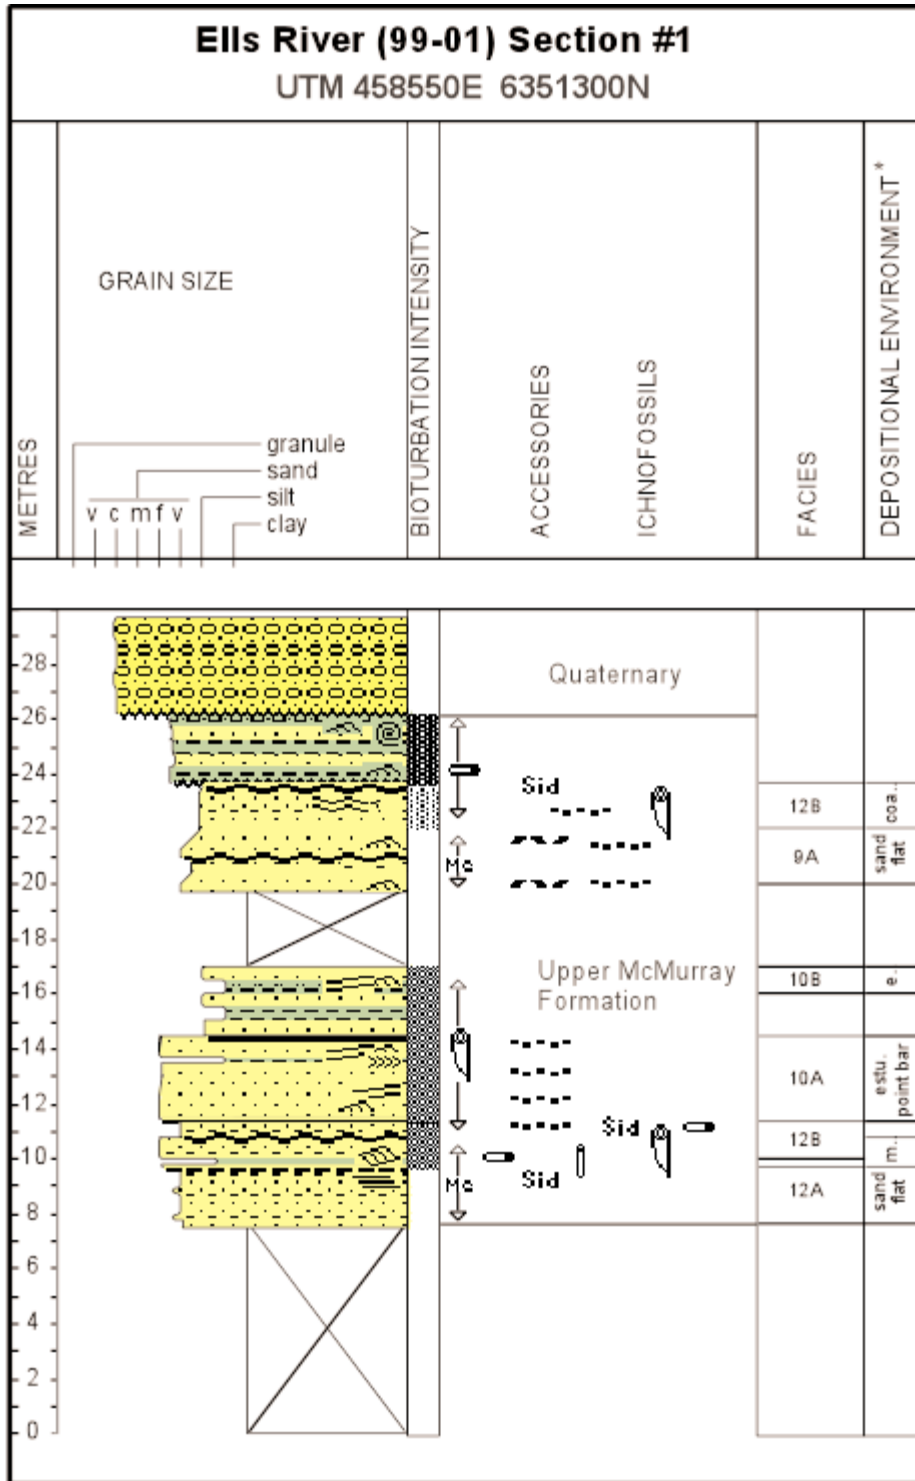 Ells River (99-01) Section #1
UTM 458550E 6351300N
METRES
GRAIN SIZE
granule
sand
silt
clay
v c m f v
BIOTURBATION INTENSITY
ACCESSORIES
ICHNOFOSSILS
FACIES
DEPOSITIONAL ENVIRONMENT*
28
Quaternary
26
24
Sid
12B
coa..
22
9A
sand
flat
Mc
20
18
Upper McMurray
Formation
10B
e.
16
14
10A
estu.
point bar
12
Sid
12B
m..
10
Sid
Mc
12A
sand
flat
8
6
4
2
0